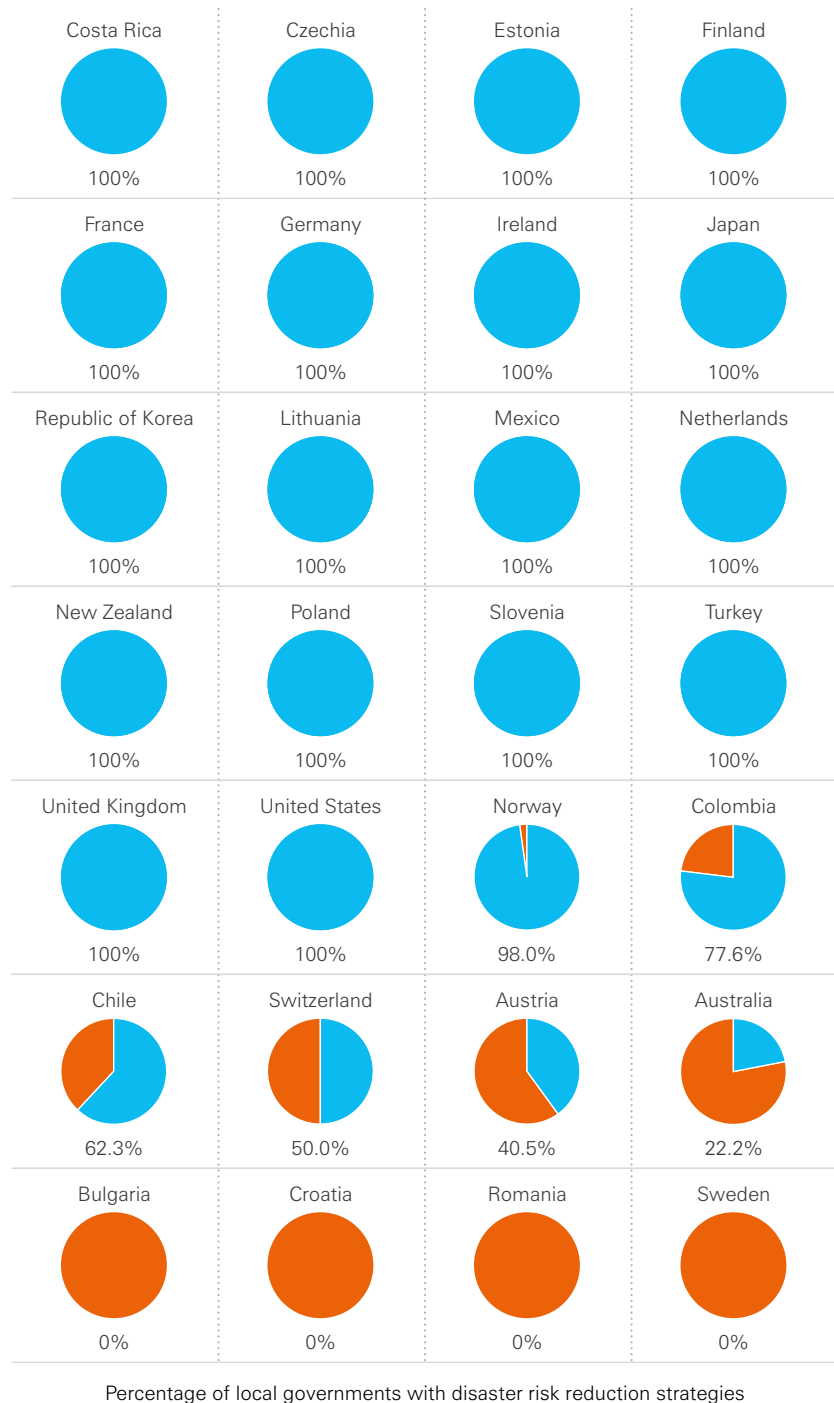 Costa Rica Czechia Estonia Finland
100% 100% 100% 100%
France Germany Ireland Japan
100% 100% 100% 100%
Republic of Korea Lithuania Mexico Netherlands
100% 100% 100% 100%
New Zealand Poland Slovenia Turkey
100% 100% 100% 100%
United Kingdom United States Norway Colombia
100% 100% 98.0% 77.6%
Chile Switzerland Austria Australia
62.3% 50.0% 40.5% 22.2%
Bulgaria Croatia Romania Sweden
0% 0% 0% 0%
Percentage of local governments with disaster risk reduction strategies